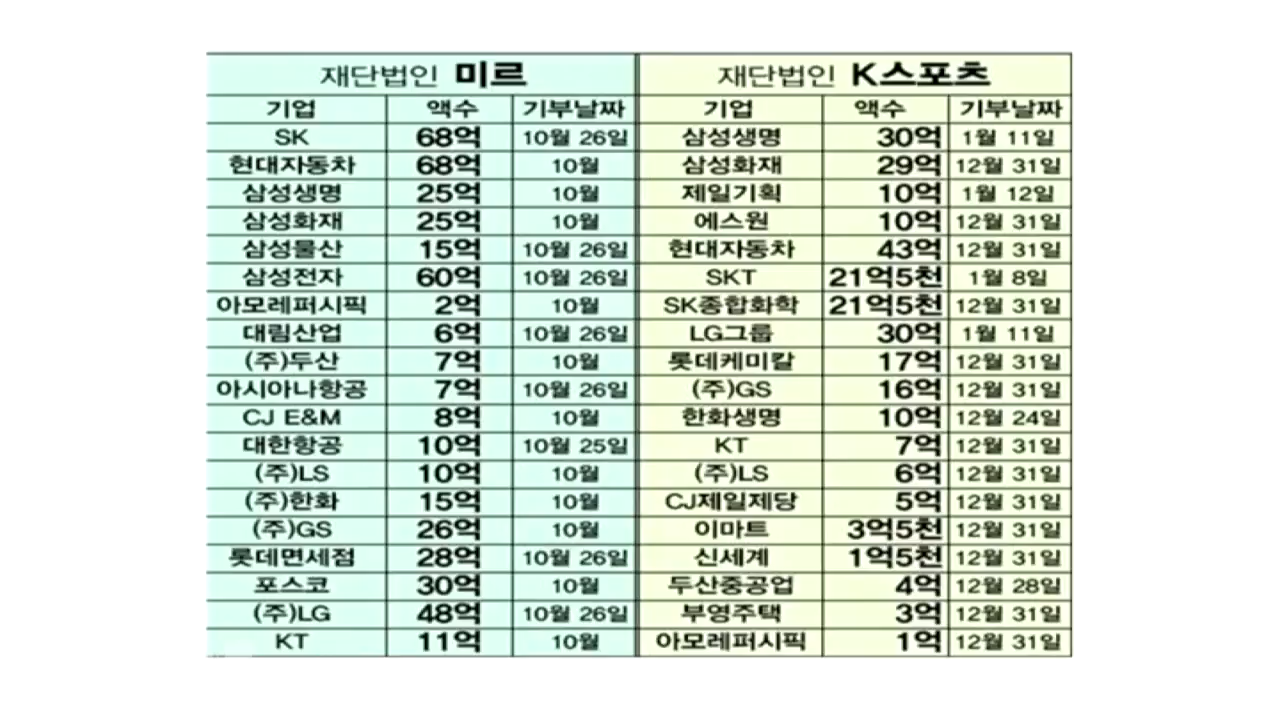 재단법인 미르 재단법인 K스포츠
기업 액수 기부날짜 기업 액수 기부날짜
SK 68억 10월 26일 삼성생명 30억 1월 11일
현대자동차 68억 10월 삼성화재 29억 12월 31일
삼성생명 25억 10월 제일기획 10억 1월 12일
삼성화재 25억 10월 에스원 10억 12월 31일
삼성물산 15억 10월 26일 현대자동차 43억 12월 31일
삼성전자 60억 10월 26일 SKT 21억5천 1월 8일
아모레퍼시픽 2억 10월 SK종합화학 21억5천 12월 31일
대림산업 6억 10월 26일 LG그룹 30억 1월 11일
(주)두산 7억 10월 롯데케미칼 17억 12월 31일
아시아나항공 7억 10월 26일 (주)GS 16억 12월 31일
CJ E&M 8억 10월 한화생명 10억 12월 24일
대한항공 10억 10월 25일 KT 7억 12월 31일
(주)LS 10억 10월 (주)LS 6억 12월 31일
(주)한화 15억 10월 CJ제일제당 5억 12월 31일
(주)GS 26억 10월 이마트 3억5천 12월 31일
롯데면세점 28억 10월 26일 신세계 1억5천 12월 31일
포스코 30억 10월 두산중공업 4억 12월 28일
(주)LG 48억 10월 26일 부영주택 3억 12월 31일
KT 11억 10월 아모레퍼시픽 1억 12월 31일